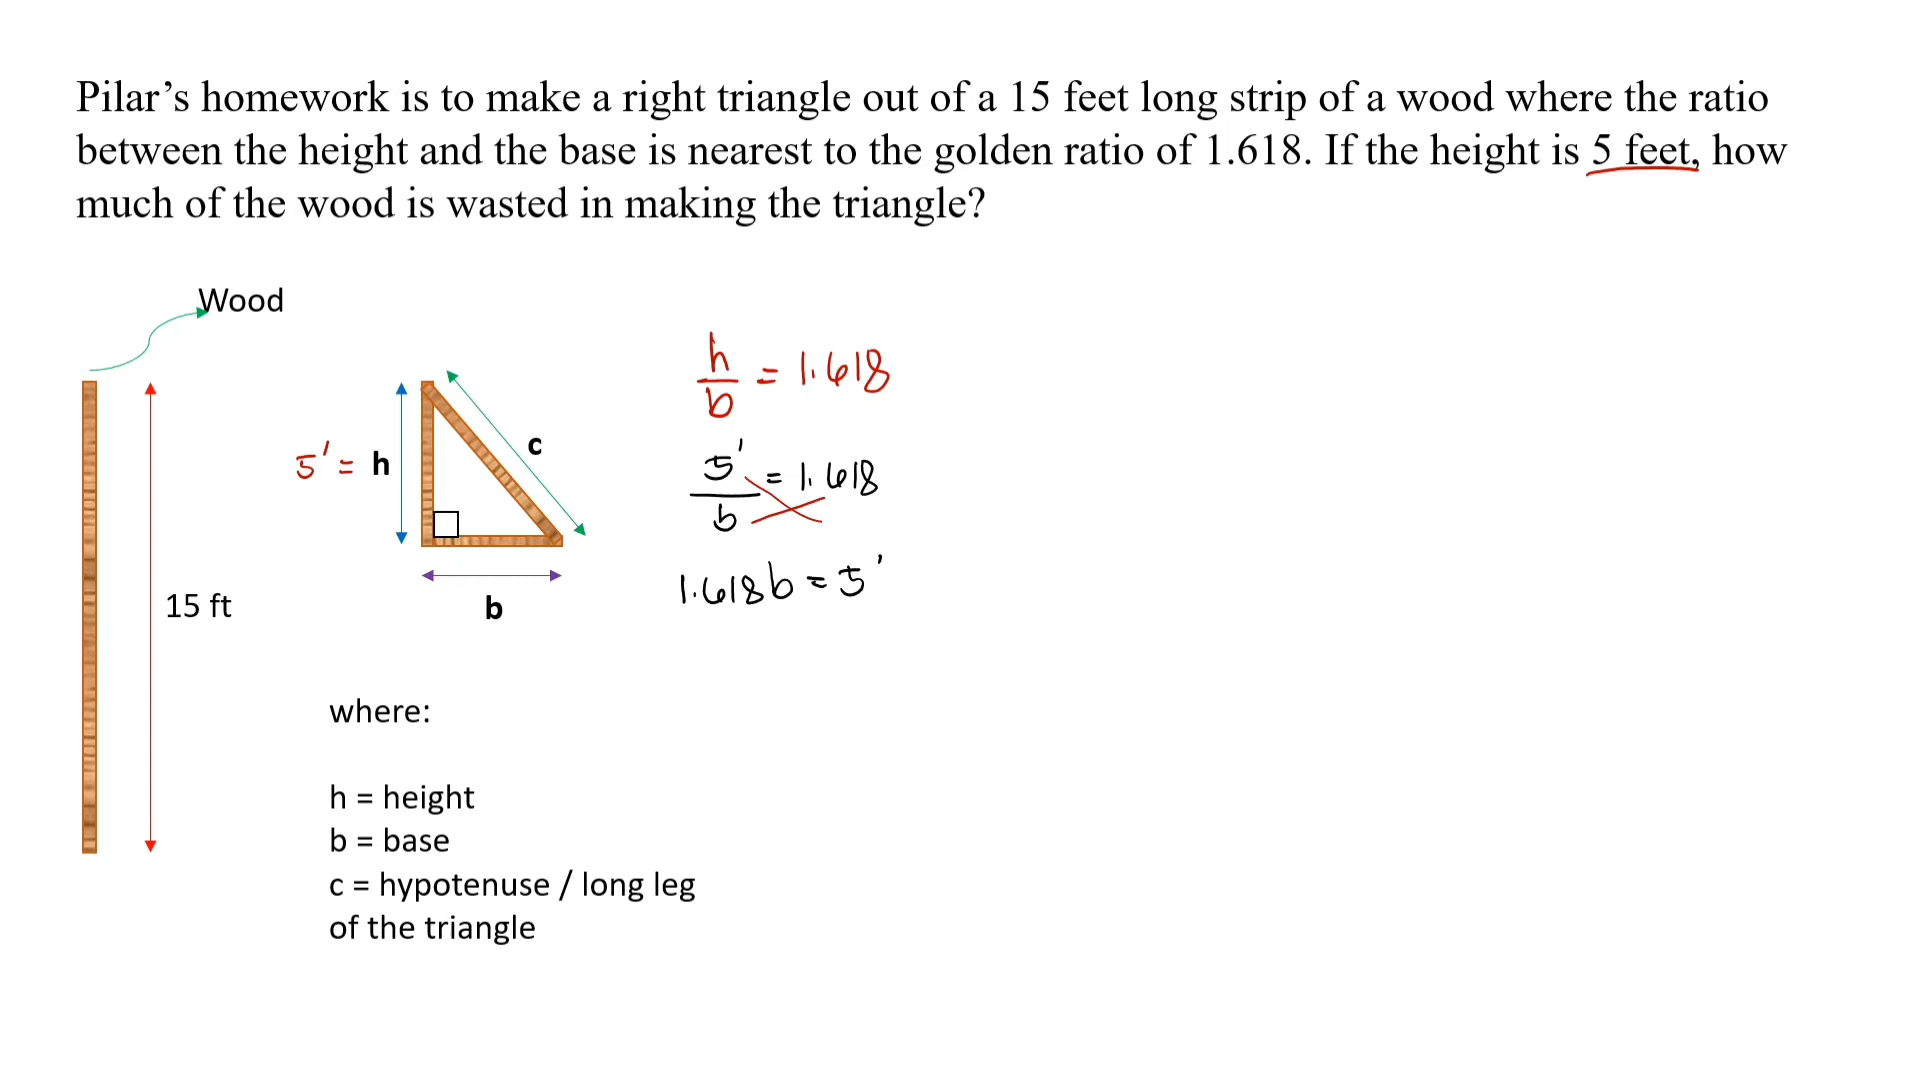 Pilar’s homework is to make a right triangle out of a 15 feet long strip of a wood where the ratio
between the height and the base is nearest to the golden ratio of 1.618. If the height is 5 feet, how
much of the wood is wasted in making the triangle?
Wood
15 ft
5' = h
c
b
h/b = 1.618
5'/b = 1.618
1.618b = 5'
where:
h = height
b = base
c = hypotenuse / long leg
of the triangle